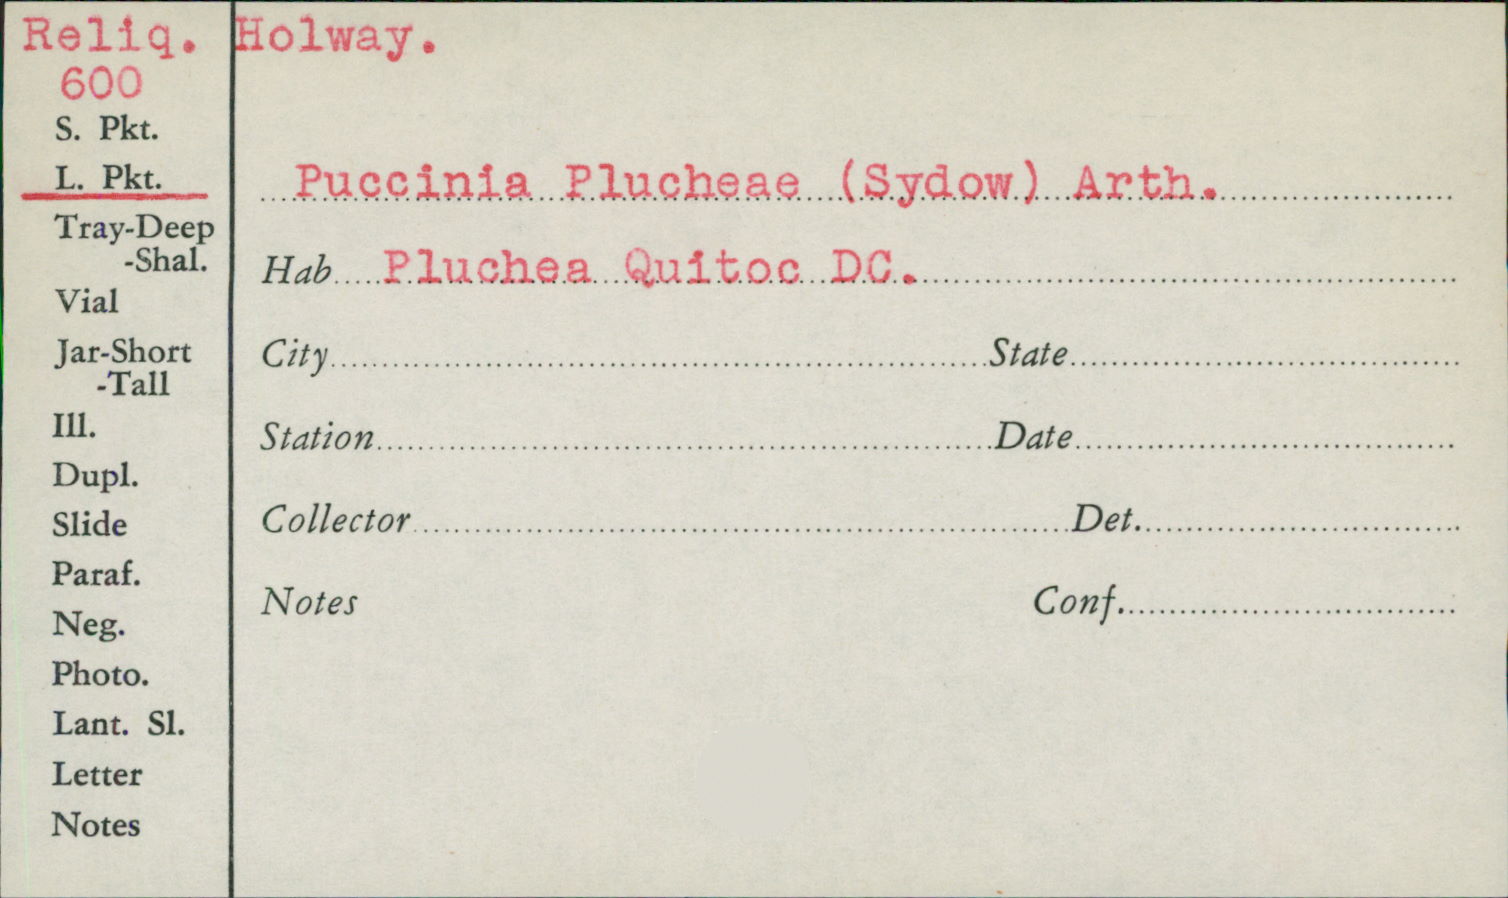 Reliq. Holway.
600
S. Pkt.
L. Pkt.
Tray-Deep
-Shal.
Vial
Jar-Short
-Tall
Ill.
Dupl.
Slide
Paraf.
Neg.
Photo.
Lant. Sl.
Letter
Notes
Puccinia Plucheae (Sydow) Arth.
Hab Pluchea Quitoc DC.
City State
Station Date
Collector Det.
Notes Conf.